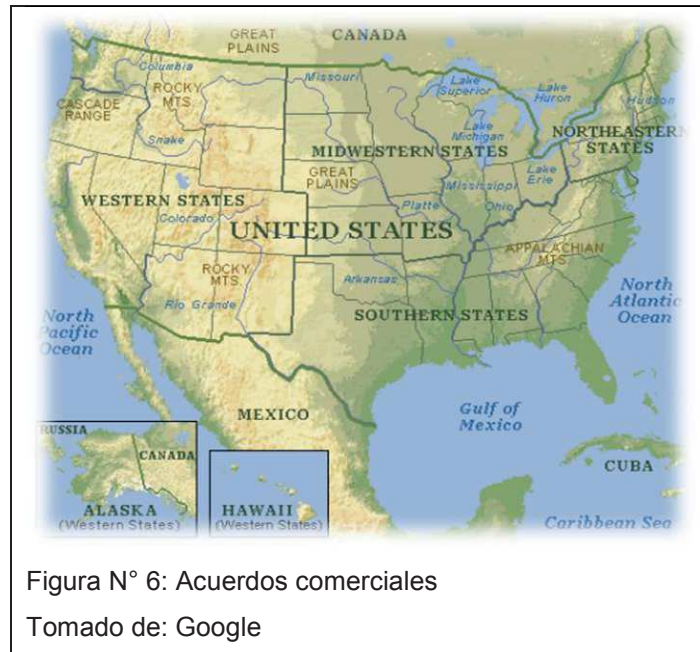 GREAT
PLAINS
CANADA
Columbia
ROCKY
MTS
Missouri
Lake
Superior
Lake
Huron
Hudson
CASCADE
RANGE
Snake
Lake
Michigan
NORTHEASTERN
STATES
MIDWESTERN STATES
GREAT
PLAINS
Lake
Erie
Mississippi
WESTERN STATES
Colorado
Platte
Ohio
UNITED STATES
APPALACHIAN
MTS
ROCKY
MTS
Arkansas
Rio Grande
North
Pacific
Ocean
North
Atlantic
Ocean
SOUTHERN STATES
MEXICO
Gulf of
Mexico
RUSSIA
CANADA
ALASKA
(Western States)
HAWAII
(Western States)
CUBA
Caribbean Sea
Figura N° 6: Acuerdos comerciales
Tomado de: Google